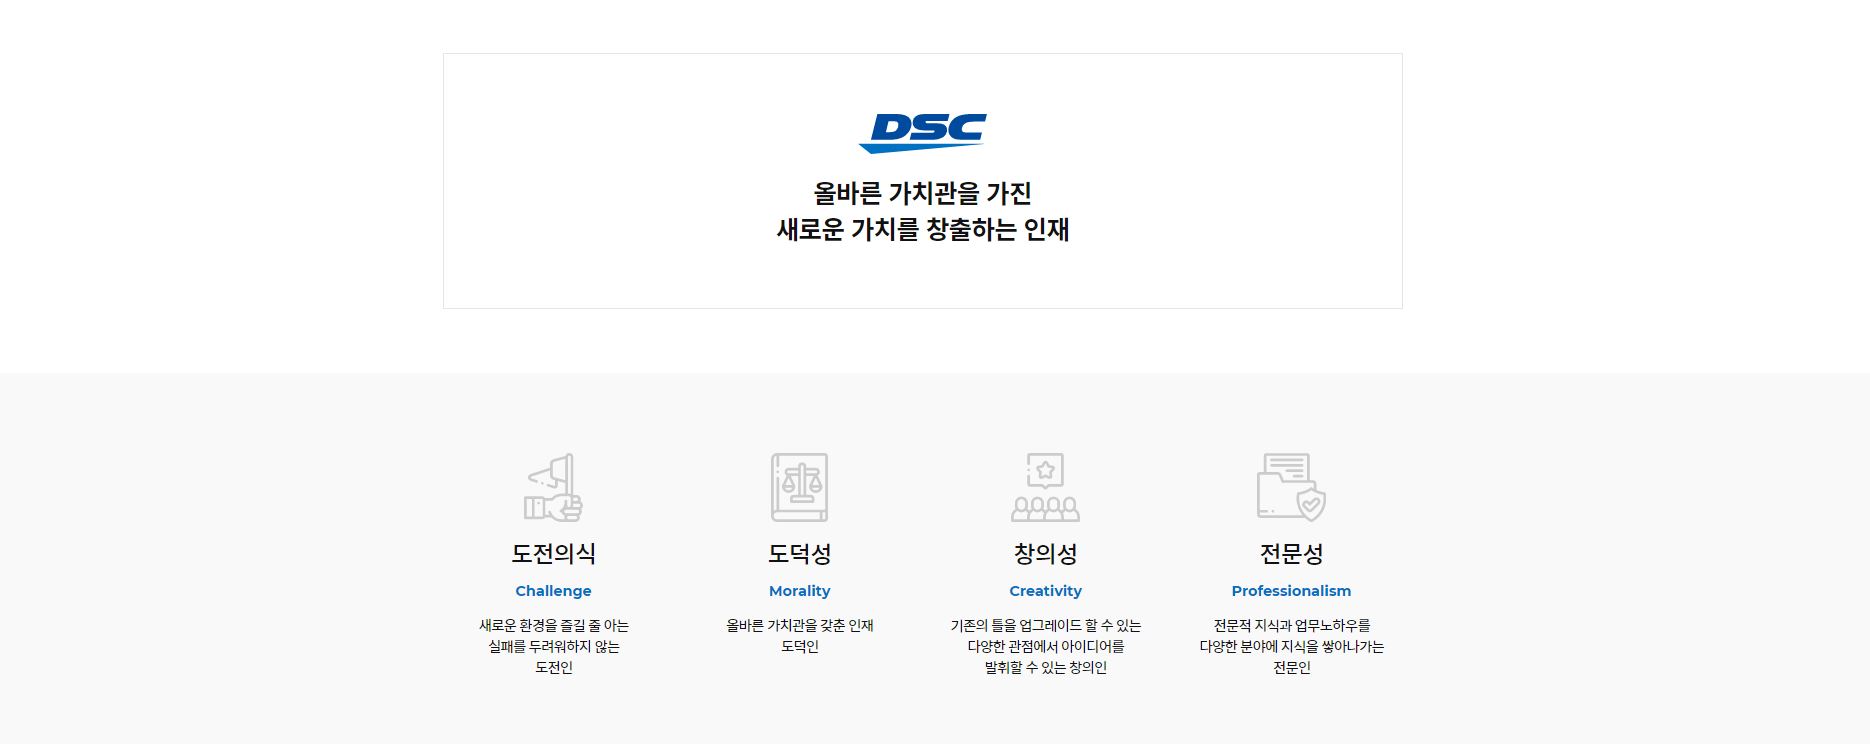 DSC
올바른 가치관을 가진
새로운 가치를 창출하는 인재
도전의식
Challenge
새로운 환경을 즐길 줄 아는
실패를 두려워하지 않는
도전인
도덕성
Morality
올바른 가치관을 갖춘 인재
도덕인
창의성
Creativity
기존의 틀을 업그레이드 할 수 있는
다양한 관점에서 아이디어를
발휘할 수 있는 창의인
전문성
Professionalism
전문적 지식과 업무노하우를
다양한 분야에 지식을 쌓아나가는
전문인